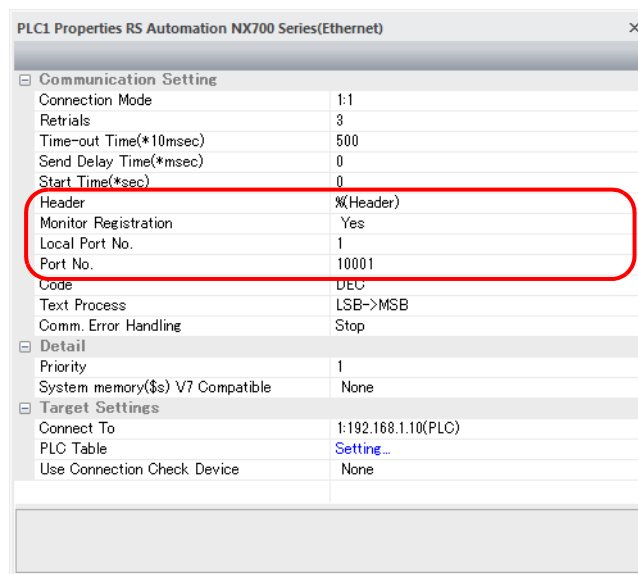 PLC1 Properties RS Automation NX700 Series(Ethernet) ×
Communication Setting
Connection Mode 1:1
Retrials 3
Time-out Time(*10msec) 500
Send Delay Time(*msec) 0
Start Time(*sec) 0
Header %(Header)
Monitor Registration Yes
Local Port No. 1
Port No. 10001
Code DEC
Text Process LSB->MSB
Comm. Error Handling Stop
Detail
Priority 1
System memory($s) V7 Compatible None
Target Settings
Connect To 1:192.168.1.10(PLC)
PLC Table Setting...
Use Connection Check Device None